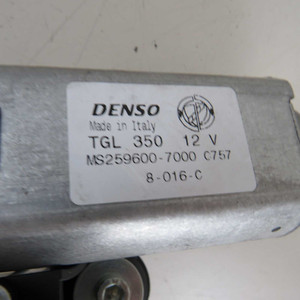 DENSO
Made in Italy
TGL 350 12 V
MS259600-7000 C757
8-016-C